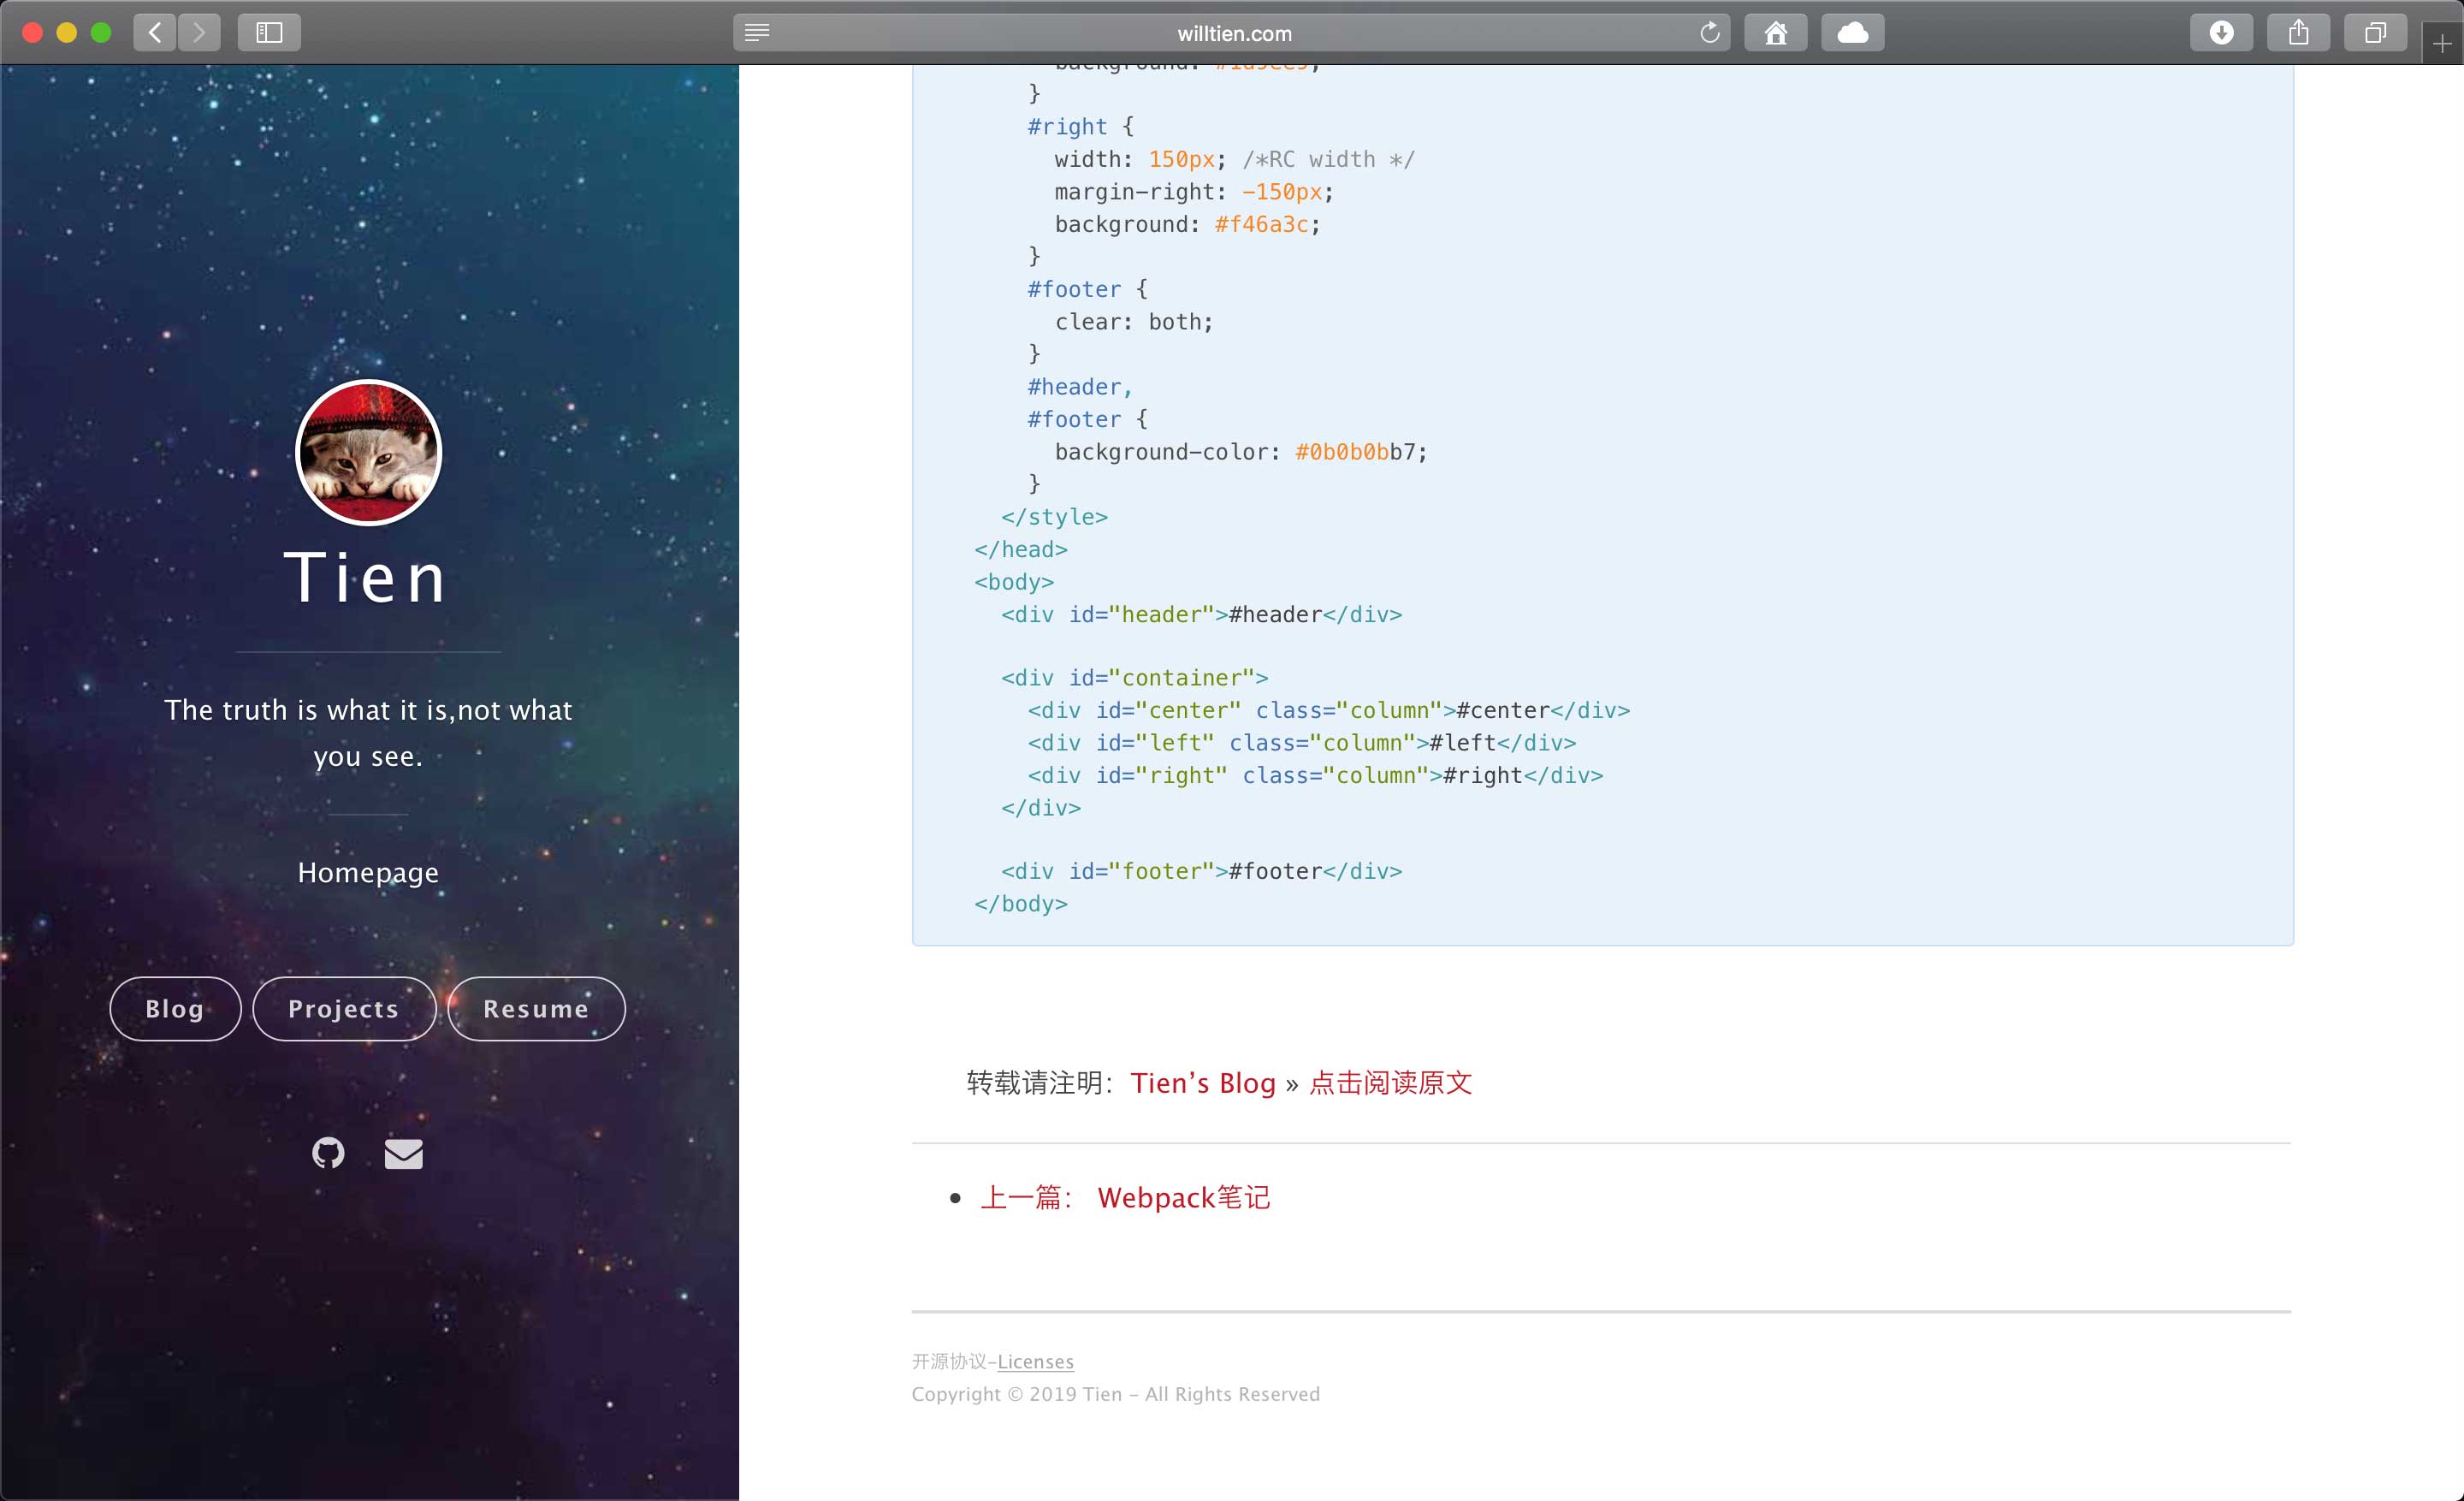 willtien.com
Tien
The truth is what it is,not what
you see.
Homepage
Blog Projects Resume
}
#right {
width: 150px; /*RC width */
margin-right: -150px;
background: #f46a3c;
}
#footer {
clear: both;
}
#header,
#footer {
background-color: #0b0b0bb7;
}
</style>
</head>
<body>
<div id="header">#header</div>
<div id="container">
<div id="center" class="column">#center</div>
<div id="left" class="column">#left</div>
<div id="right" class="column">#right</div>
</div>
<div id="footer">#footer</div>
</body>
转载请注明：Tien’s Blog » 点击阅读原文
• 上一篇： Webpack笔记
开源协议-Licenses
Copyright © 2019 Tien - All Rights Reserved